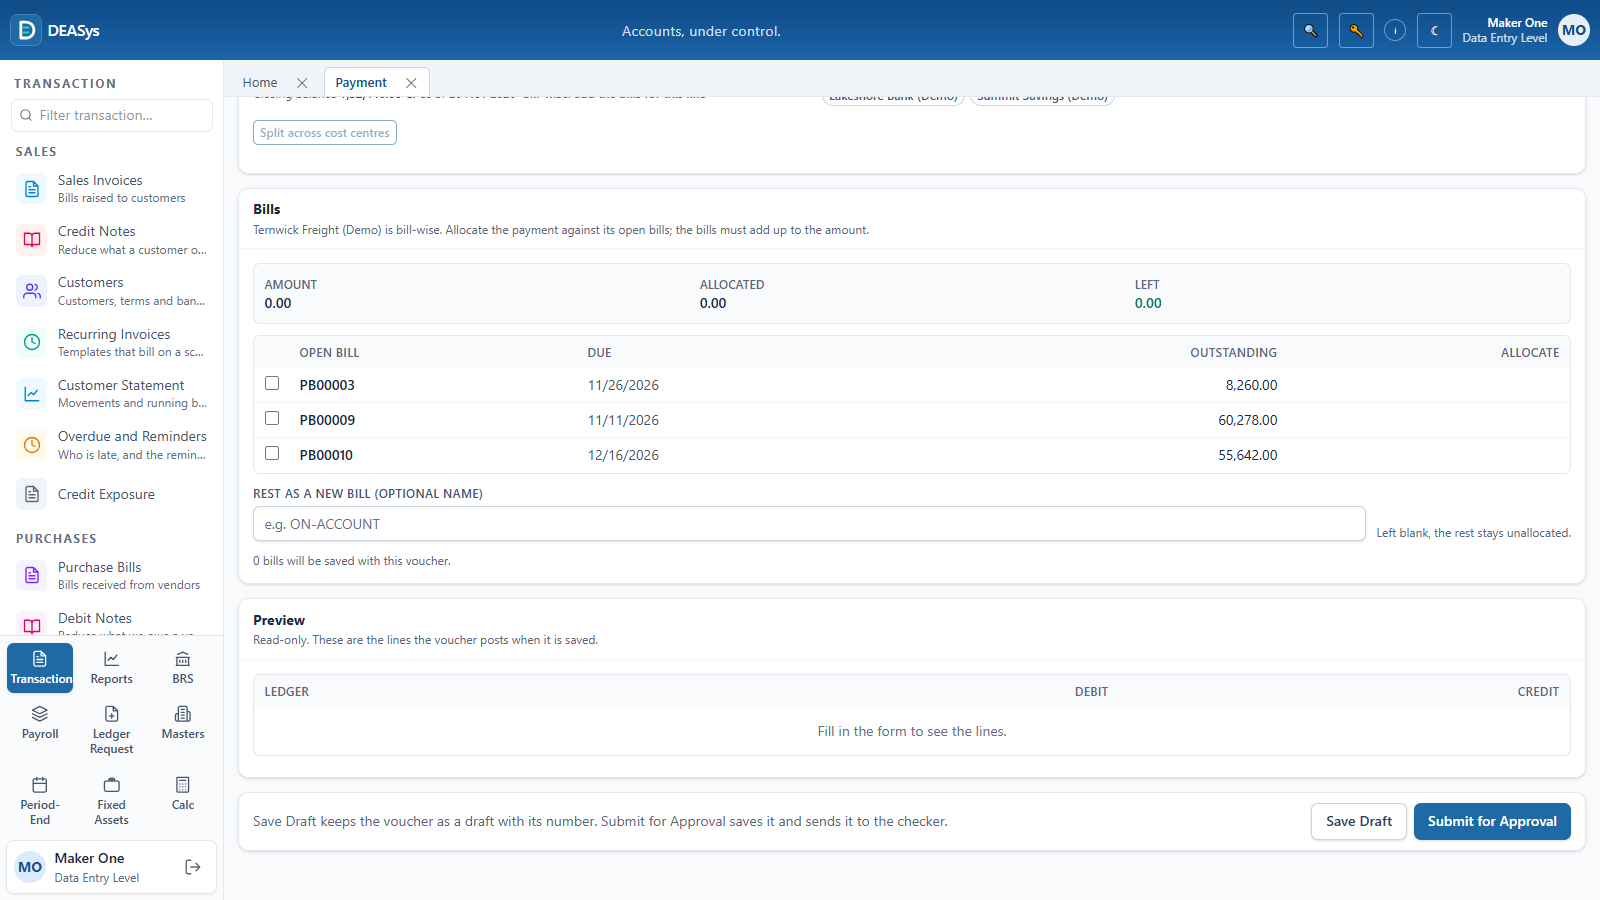 DEASys
Accounts, under control.
Maker One
Data Entry Level
MO
TRANSACTION
Filter transaction...
SALES
Sales Invoices
Bills raised to customers
Credit Notes
Reduce what a customer o...
Customers
Customers, terms and ban...
Recurring Invoices
Templates that bill on a sc...
Customer Statement
Movements and running b...
Overdue and Reminders
Who is late, and the remin...
Credit Exposure
PURCHASES
Purchase Bills
Bills received from vendors
Debit Notes
Transaction
Reports
BRS
Payroll
Ledger Request
Masters
Period-End
Fixed Assets
Calc
MO
Maker One
Data Entry Level
Home
Payment
Lakeshore Bank (Demo)
Summit Savings (Demo)
Split across cost centres
Bills
Ternwick Freight (Demo) is bill-wise. Allocate the payment against its open bills; the bills must add up to the amount.
AMOUNT ALLOCATED LEFT
0.00 0.00 0.00
OPEN BILL DUE OUTSTANDING ALLOCATE
PB00003 11/26/2026 8,260.00
PB00009 11/11/2026 60,278.00
PB00010 12/16/2026 55,642.00
REST AS A NEW BILL (OPTIONAL NAME)
e.g. ON-ACCOUNT
Left blank, the rest stays unallocated.
0 bills will be saved with this voucher.
Preview
Read-only. These are the lines the voucher posts when it is saved.
LEDGER DEBIT CREDIT
Fill in the form to see the lines.
Save Draft keeps the voucher as a draft with its number. Submit for Approval saves it and sends it to the checker.
Save Draft
Submit for Approval